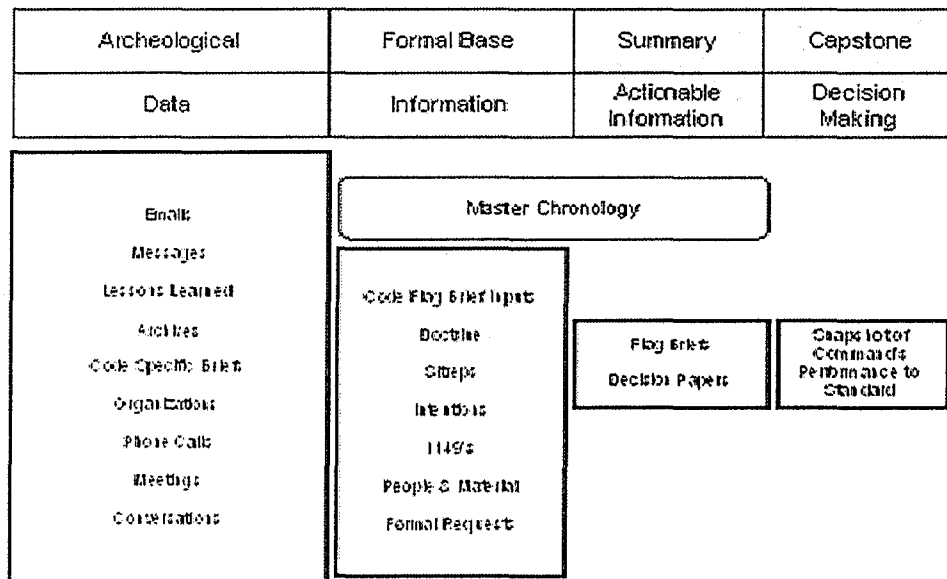 Archeological
Formal Base
Summary
Capstone
Data
Information
Actionable
Information
Decision
Making
Emails
Messages
Lessons Learned
Archives
Code Specific Briefs
Organizations
Phone Calls
Meetings
Conversations
Master Chronology
Code Flag Brief Inputs
Doctrine
Sitreps
Intentions
1149's
People & Material
Formal Requests
Flag Briefs
Decision Papers
Snapshot of
Command's
Performance to
Standard